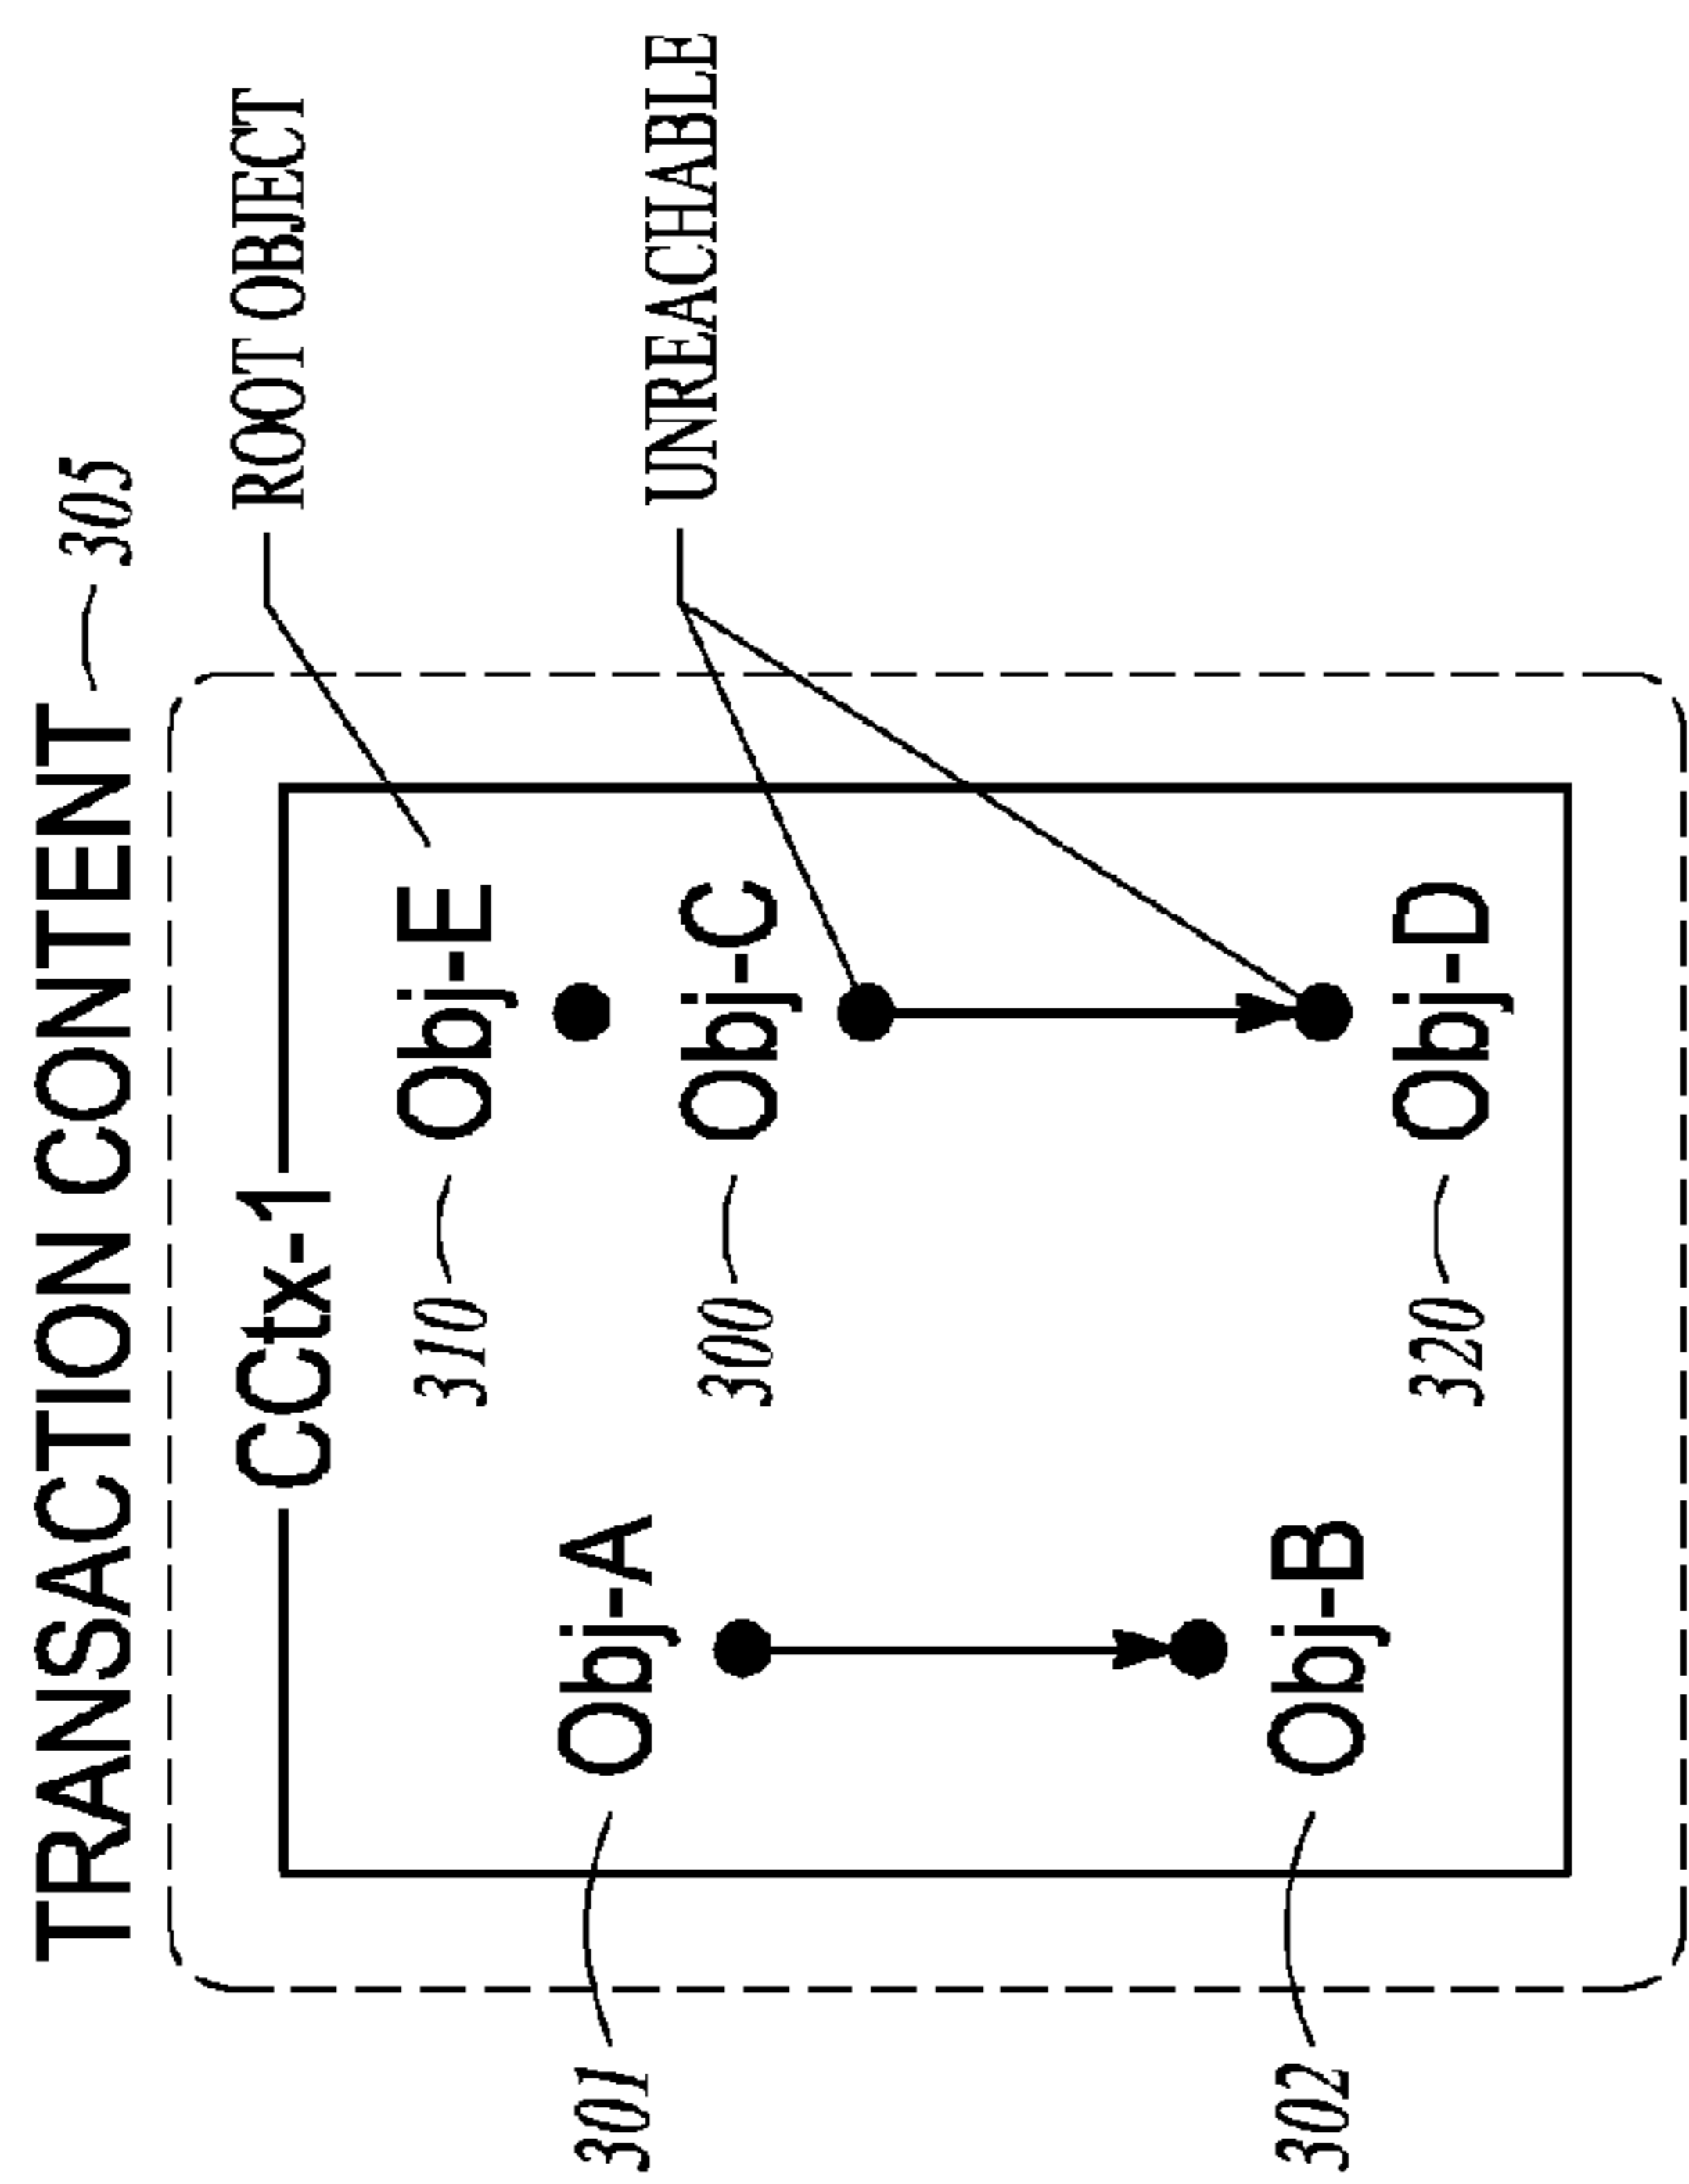 TRANSACTION CONTENT 305
CCtx-1
ROOT OBJECT
310 Obj-E
301 Obj-A
300 Obj-C
UNREACHABLE
302 Obj-B
320 Obj-D